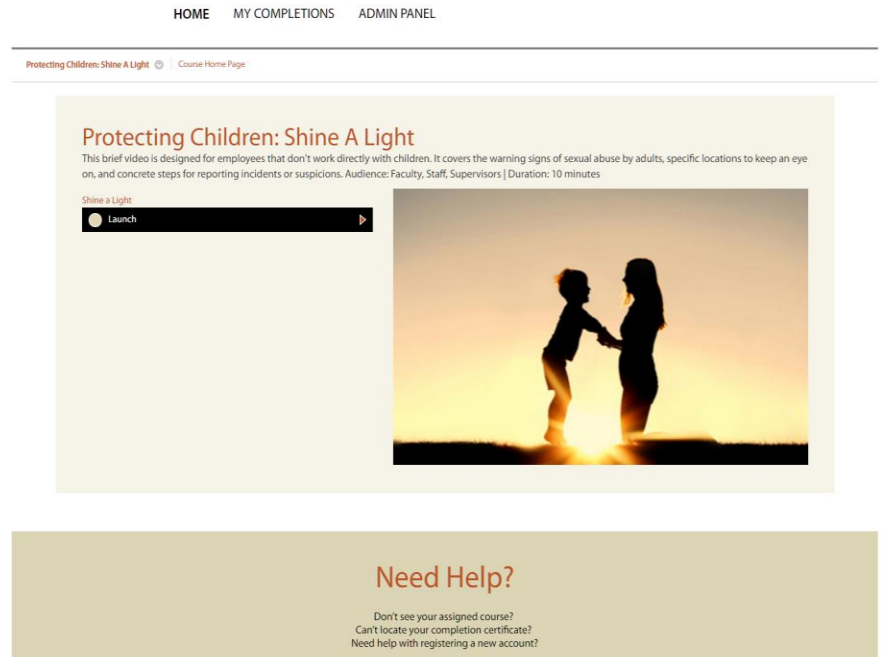 HOME MY COMPLETIONS ADMIN PANEL
Protecting Children: Shine A Light Course Home Page
Protecting Children: Shine A Light
This brief video is designed for employees that don't work directly with children. It covers the warning signs of sexual abuse by adults, specific locations to keep an eye
on, and concrete steps for reporting incidents or suspicions. Audience: Faculty, Staff, Supervisors | Duration: 10 minutes
Shine a Light
Launch
Need Help?
Don't see your assigned course?
Can't locate your completion certificate?
Need help with registering a new account?